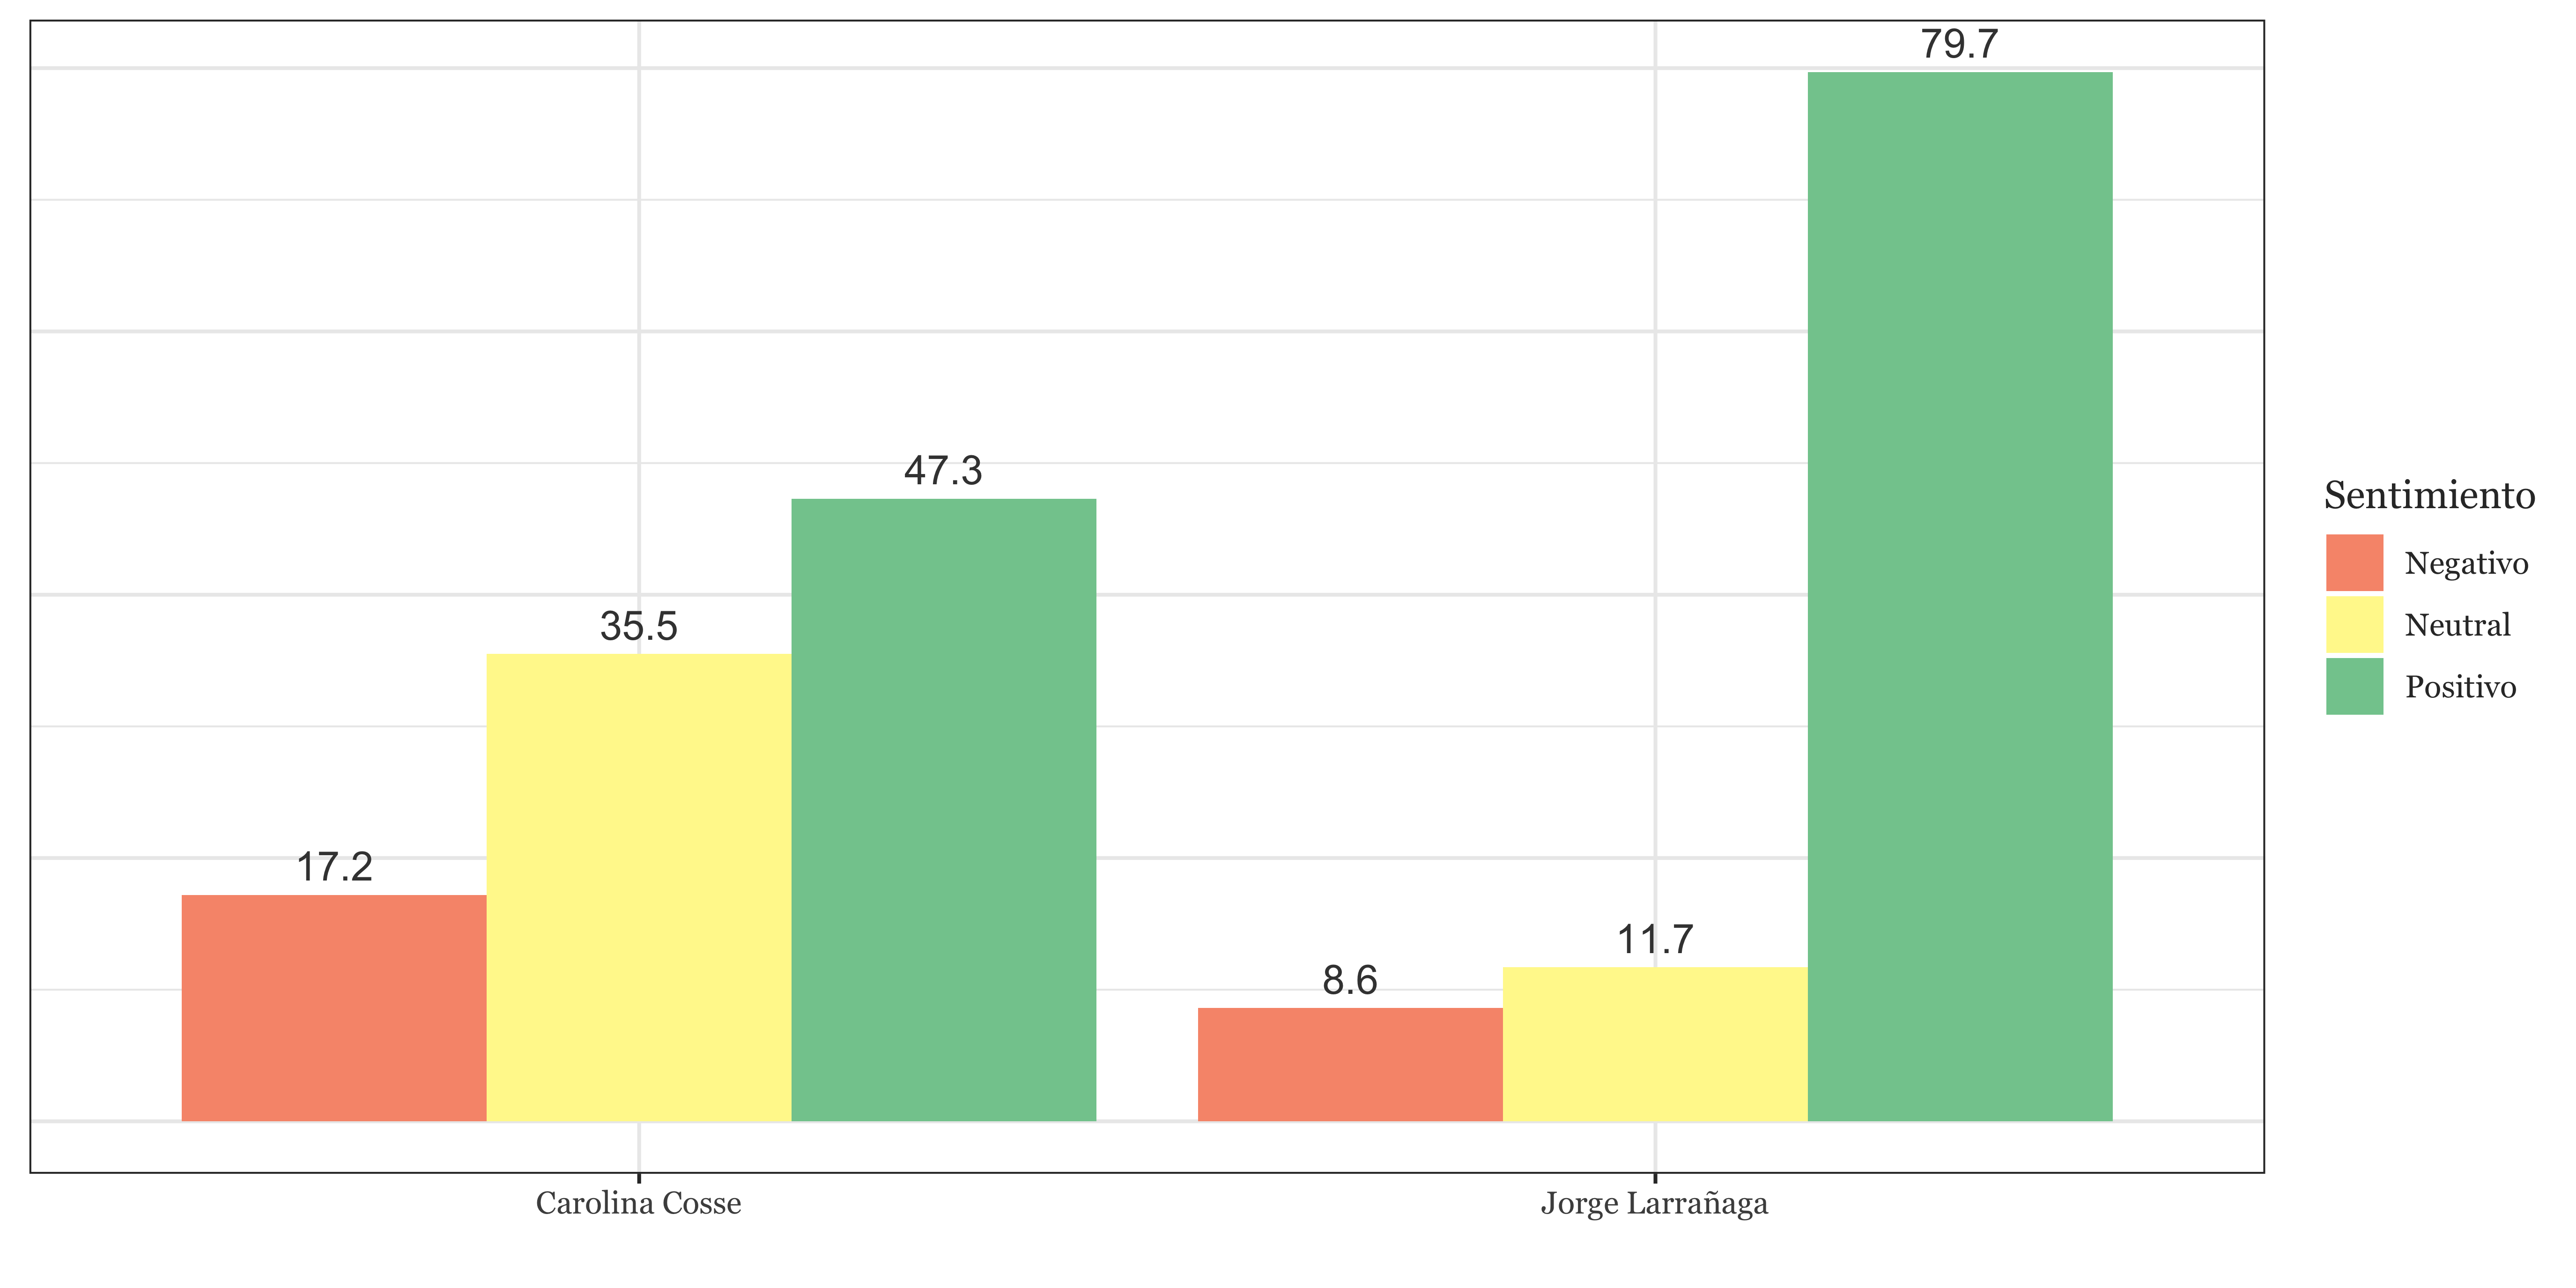 79.7
47.3
35.5
17.2
11.7
8.6
Sentimiento
Negativo
Neutral
Positivo
Carolina Cosse
Jorge Larrañaga